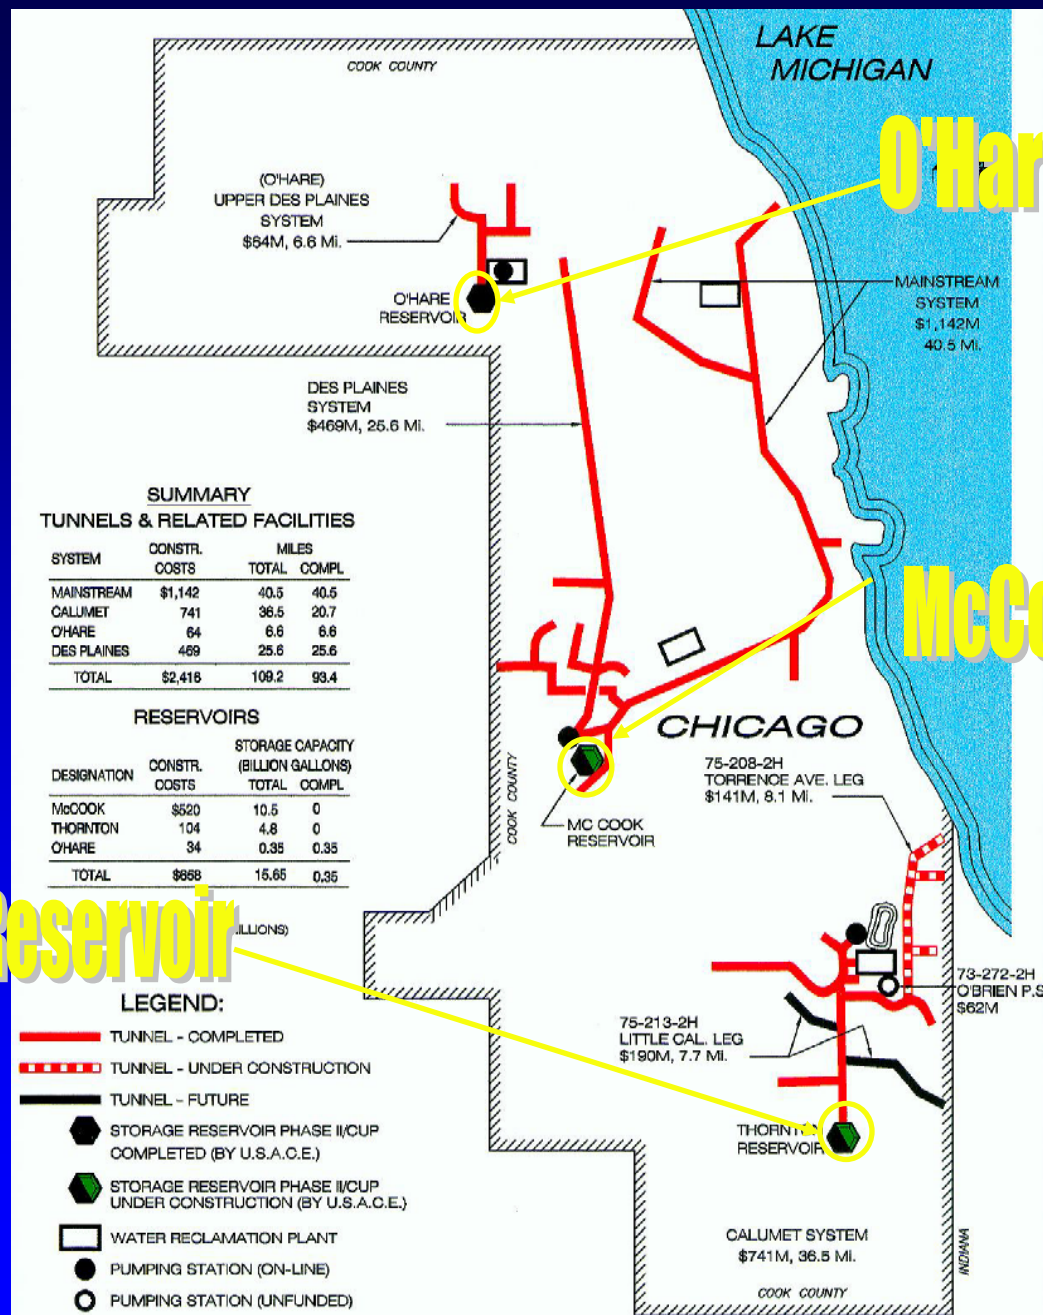 LAKE
MICHIGAN
COOK COUNTY
O'Har
(O'HARE)
UPPER DES PLAINES
SYSTEM
$64M, 6.6 Mi.
O'HARE
RESERVOIR
MAINSTREAM
SYSTEM
$1,142M
40.5 Mi.
DES PLAINES
SYSTEM
$469M, 25.6 Mi.
SUMMARY
TUNNELS & RELATED FACILITIES
SYSTEM CONSTR. COSTS MILES TOTAL COMPL
MAINSTREAM $1,142 40.5 40.5
CALUMET 741 36.5 20.7
O'HARE 64 6.6 6.6
DES PLAINES 469 25.6 25.6
TOTAL $2,416 109.2 93.4
RESERVOIRS
DESIGNATION CONSTR. COSTS STORAGE CAPACITY (BILLION GALLONS) TOTAL COMPL
McCOOK $520 10.5 0
THORNTON 104 4.8 0
O'HARE 34 0.35 0.35
TOTAL $658 15.65 0.35
ILLIONS)
McCo
CHICAGO
COOK COUNTY
MC COOK
RESERVOIR
75-208-2H
TORRENCE AVE. LEG
$141M, 8.1 Mi.
Reservoir
73-272-2H
O'BRIEN P.S
$62M
75-213-2H
LITTLE CAL. LEG
$190M, 7.7 Mi.
THORNTON
RESERVOIR
CALUMET SYSTEM
$741M, 36.5 Mi.
INDIANA
COOK COUNTY
LEGEND:
TUNNEL - COMPLETED
TUNNEL - UNDER CONSTRUCTION
TUNNEL - FUTURE
STORAGE RESERVOIR PHASE II/CUP
COMPLETED (BY U.S.A.C.E.)
STORAGE RESERVOIR PHASE II/CUP
UNDER CONSTRUCTION (BY U.S.A.C.E.)
WATER RECLAMATION PLANT
PUMPING STATION (ON-LINE)
PUMPING STATION (UNFUNDED)